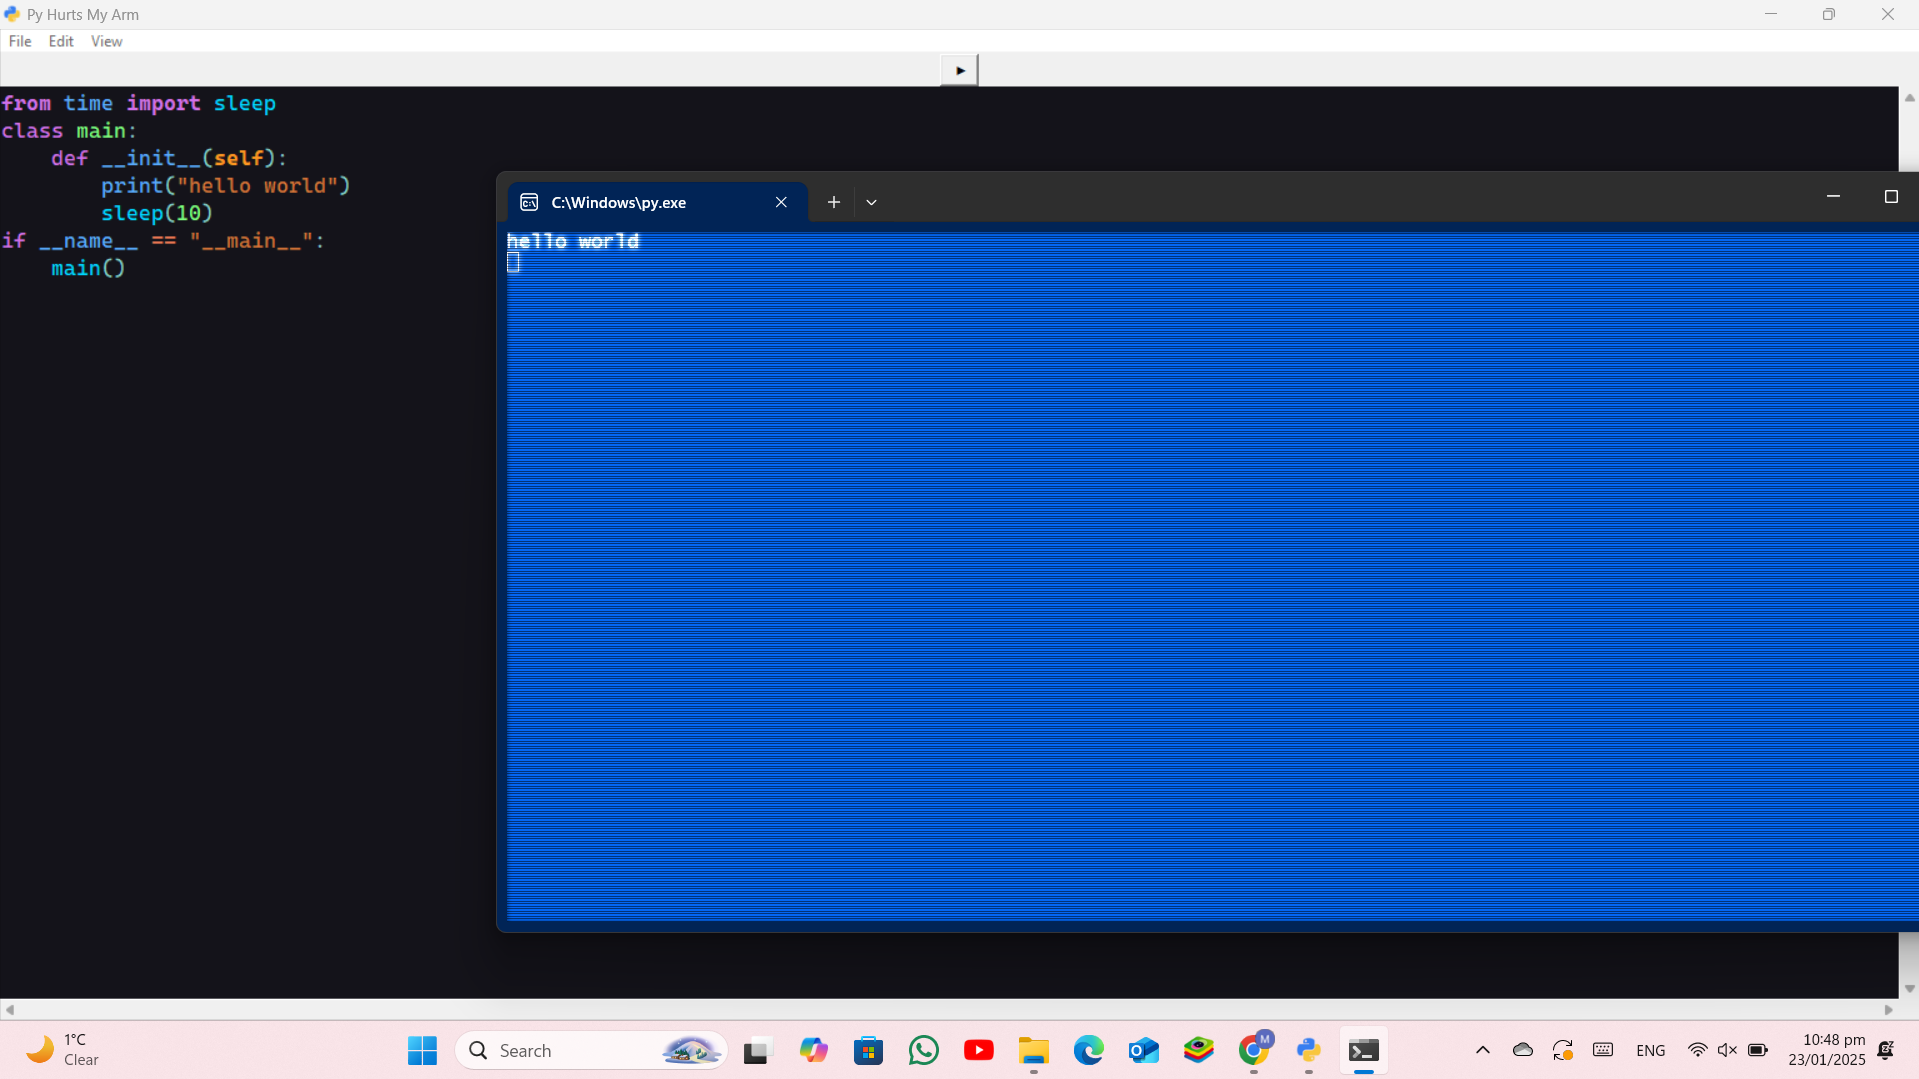 Py Hurts My Arm
File Edit View
from time import sleep
class main:
    def __init__(self):
        print("hello world")
        sleep(10)
if __name__ == "__main__":
    main()
C:\Windows\py.exe
hello world
1°C
Clear
Search
M
ENG
10:48 pm
23/01/2025